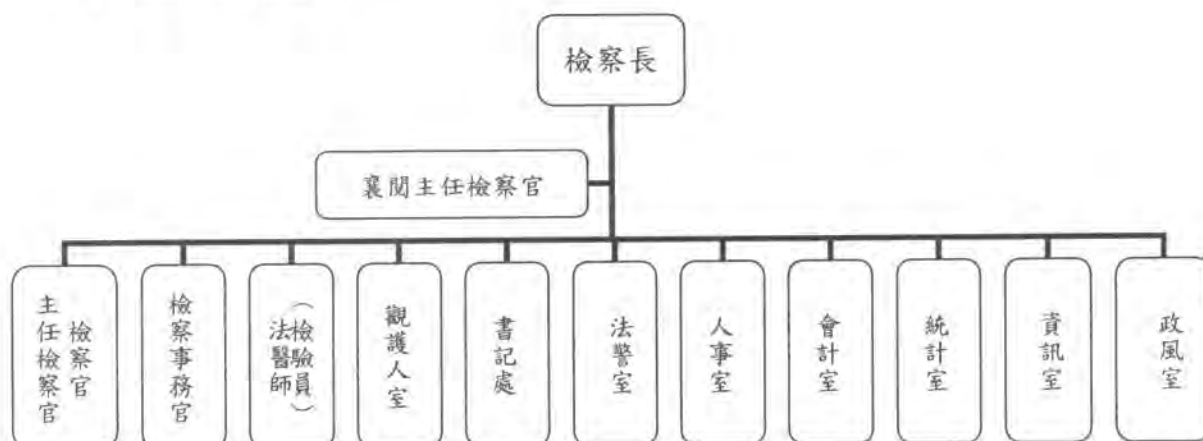 檢察長
襄閱主任檢察官
主任檢察官
檢察官
檢察事務官
法醫師
（檢驗員）
觀護人室
書記處
法警室
人事室
會計室
統計室
資訊室
政風室